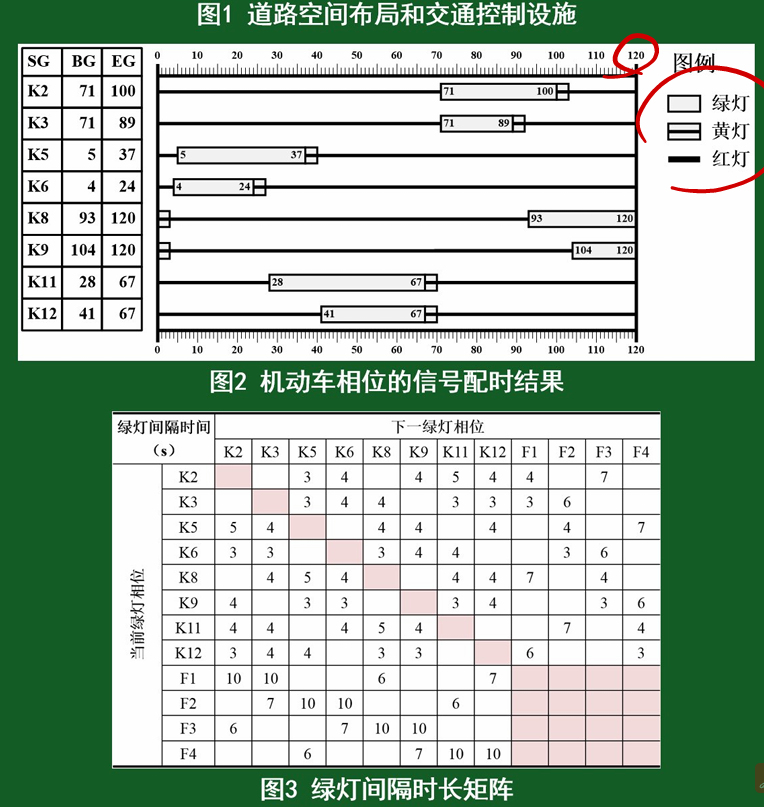 图1 道路空间布局和交通控制设施
SG BG EG 0 10 20 30 40 50 60 70 80 90 100 110 120 图例
K2 71 100 71 100 绿灯
K3 71 89 71 89 黄灯
K5 5 37 5 37 红灯
K6 4 24 4 24
K8 93 120 93 120
K9 104 120 104 120
K11 28 67 28 67
K12 41 67 41 67
0 10 20 30 40 50 60 70 80 90 100 110 120
图2 机动车相位的信号配时结果
绿灯间隔时间 下一绿灯相位
(s) K2 K3 K5 K6 K8 K9 K11 K12 F1 F2 F3 F4
当前绿灯相位
K2 3 4 4 5 4 4 7
K3 3 4 4 3 3 3 6
K5 5 4 4 4 4 4 7
K6 3 3 3 4 4 3 6
K8 4 5 4 4 4 7 4
K9 4 3 3 3 4 3 6
K11 4 4 4 5 4 7 4
K12 3 4 4 3 3 6 3
F1 10 10 6 7
F2 7 10 10 6
F3 6 7 10 10
F4 6 7 10 10
图3 绿灯间隔时长矩阵